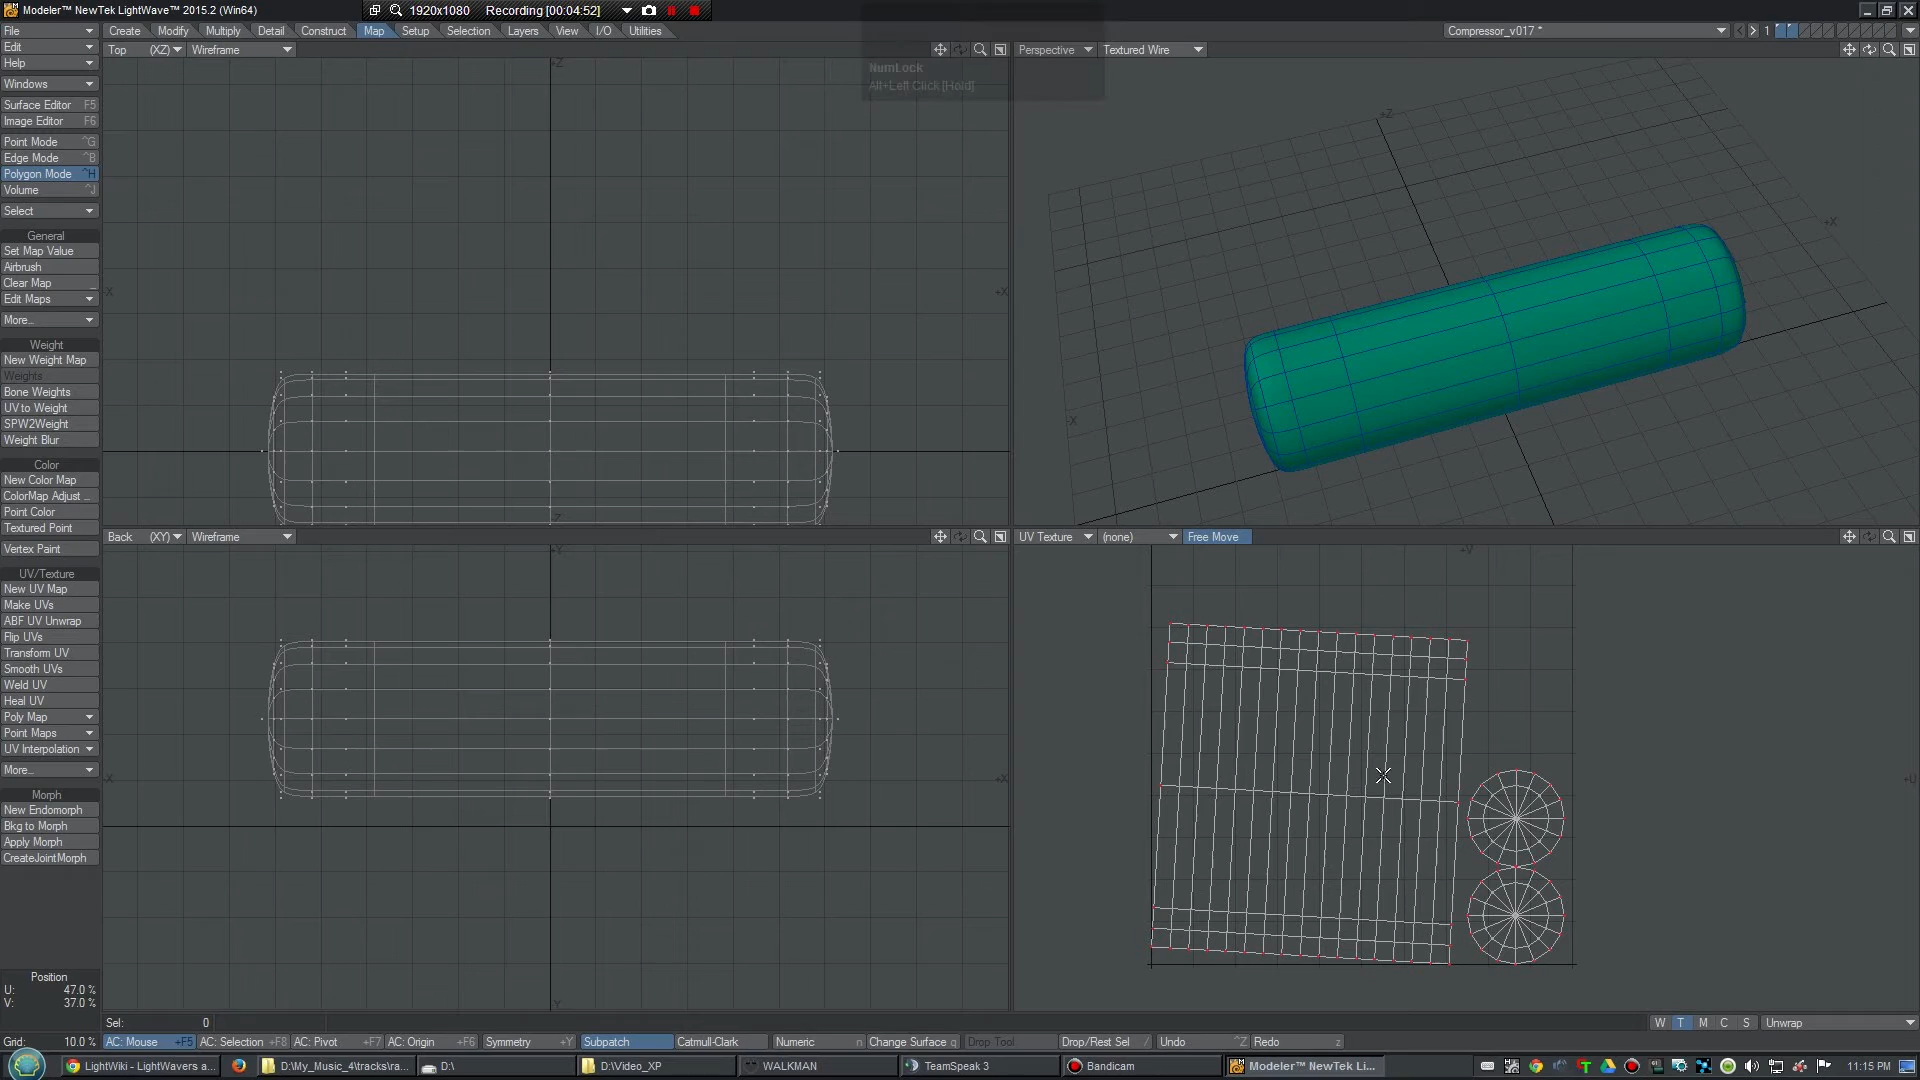 Modeler™ NewTek LightWave™ 2015.2 (Win64)
1920x1080 Recording [00:04:52]
File
Create Modify Multiply Detail Construct Map Setup Selection Layers View I/O Utilities
Compressor_v017 * 1
Edit
Top (XZ) Wireframe
Perspective Textured Wire
Help
NumLock
Alt+Left Click [Hold]
Windows
Surface Editor F5
Image Editor F6
Point Mode ^G
Edge Mode ^B
Polygon Mode ^H
Volume ^J
Select
General
Set Map Value
Airbrush
Clear Map _
Edit Maps
More...
Weight
New Weight Map
Weights
Bone Weights
UV to Weight
SPW2Weight
Weight Blur
Color
New Color Map
ColorMap Adjust ...
Point Color
Textured Point
Vertex Paint
UV/Texture
New UV Map
Make UVs
ABF UV Unwrap
Flip UVs
Transform UV
Smooth UVs
Weld UV
Heal UV
Poly Map
Point Maps
UV Interpolation
More...
Morph
New Endomorph
Bkg to Morph
Apply Morph
CreateJointMorph
+Z
-X
+X
-Z
+Z
+X
-X
Back (XY) Wireframe
UV Texture (none) Free Move
+Y
-X
+X
-Y
+V
+U
Position
U: 47.0 %
V: 37.0 %
Sel: 0
W T M C S Unwrap
Grid: 10.0 %
AC: Mouse +F5 AC: Selection +F8 AC: Pivot +F7 AC: Origin +F6 Symmetry +Y Subpatch Catmull-Clark Numeric n Change Surface q Drop Tool Drop/Rest Sel / Undo ^Z Redo z
LightWiki - LightWavers a...
D:\My_Music_4\tracks\ra...
D:\
D:\Video_XP
WALKMAN
TeamSpeak 3
Bandicam
Modeler™ NewTek Li...
11:15 PM